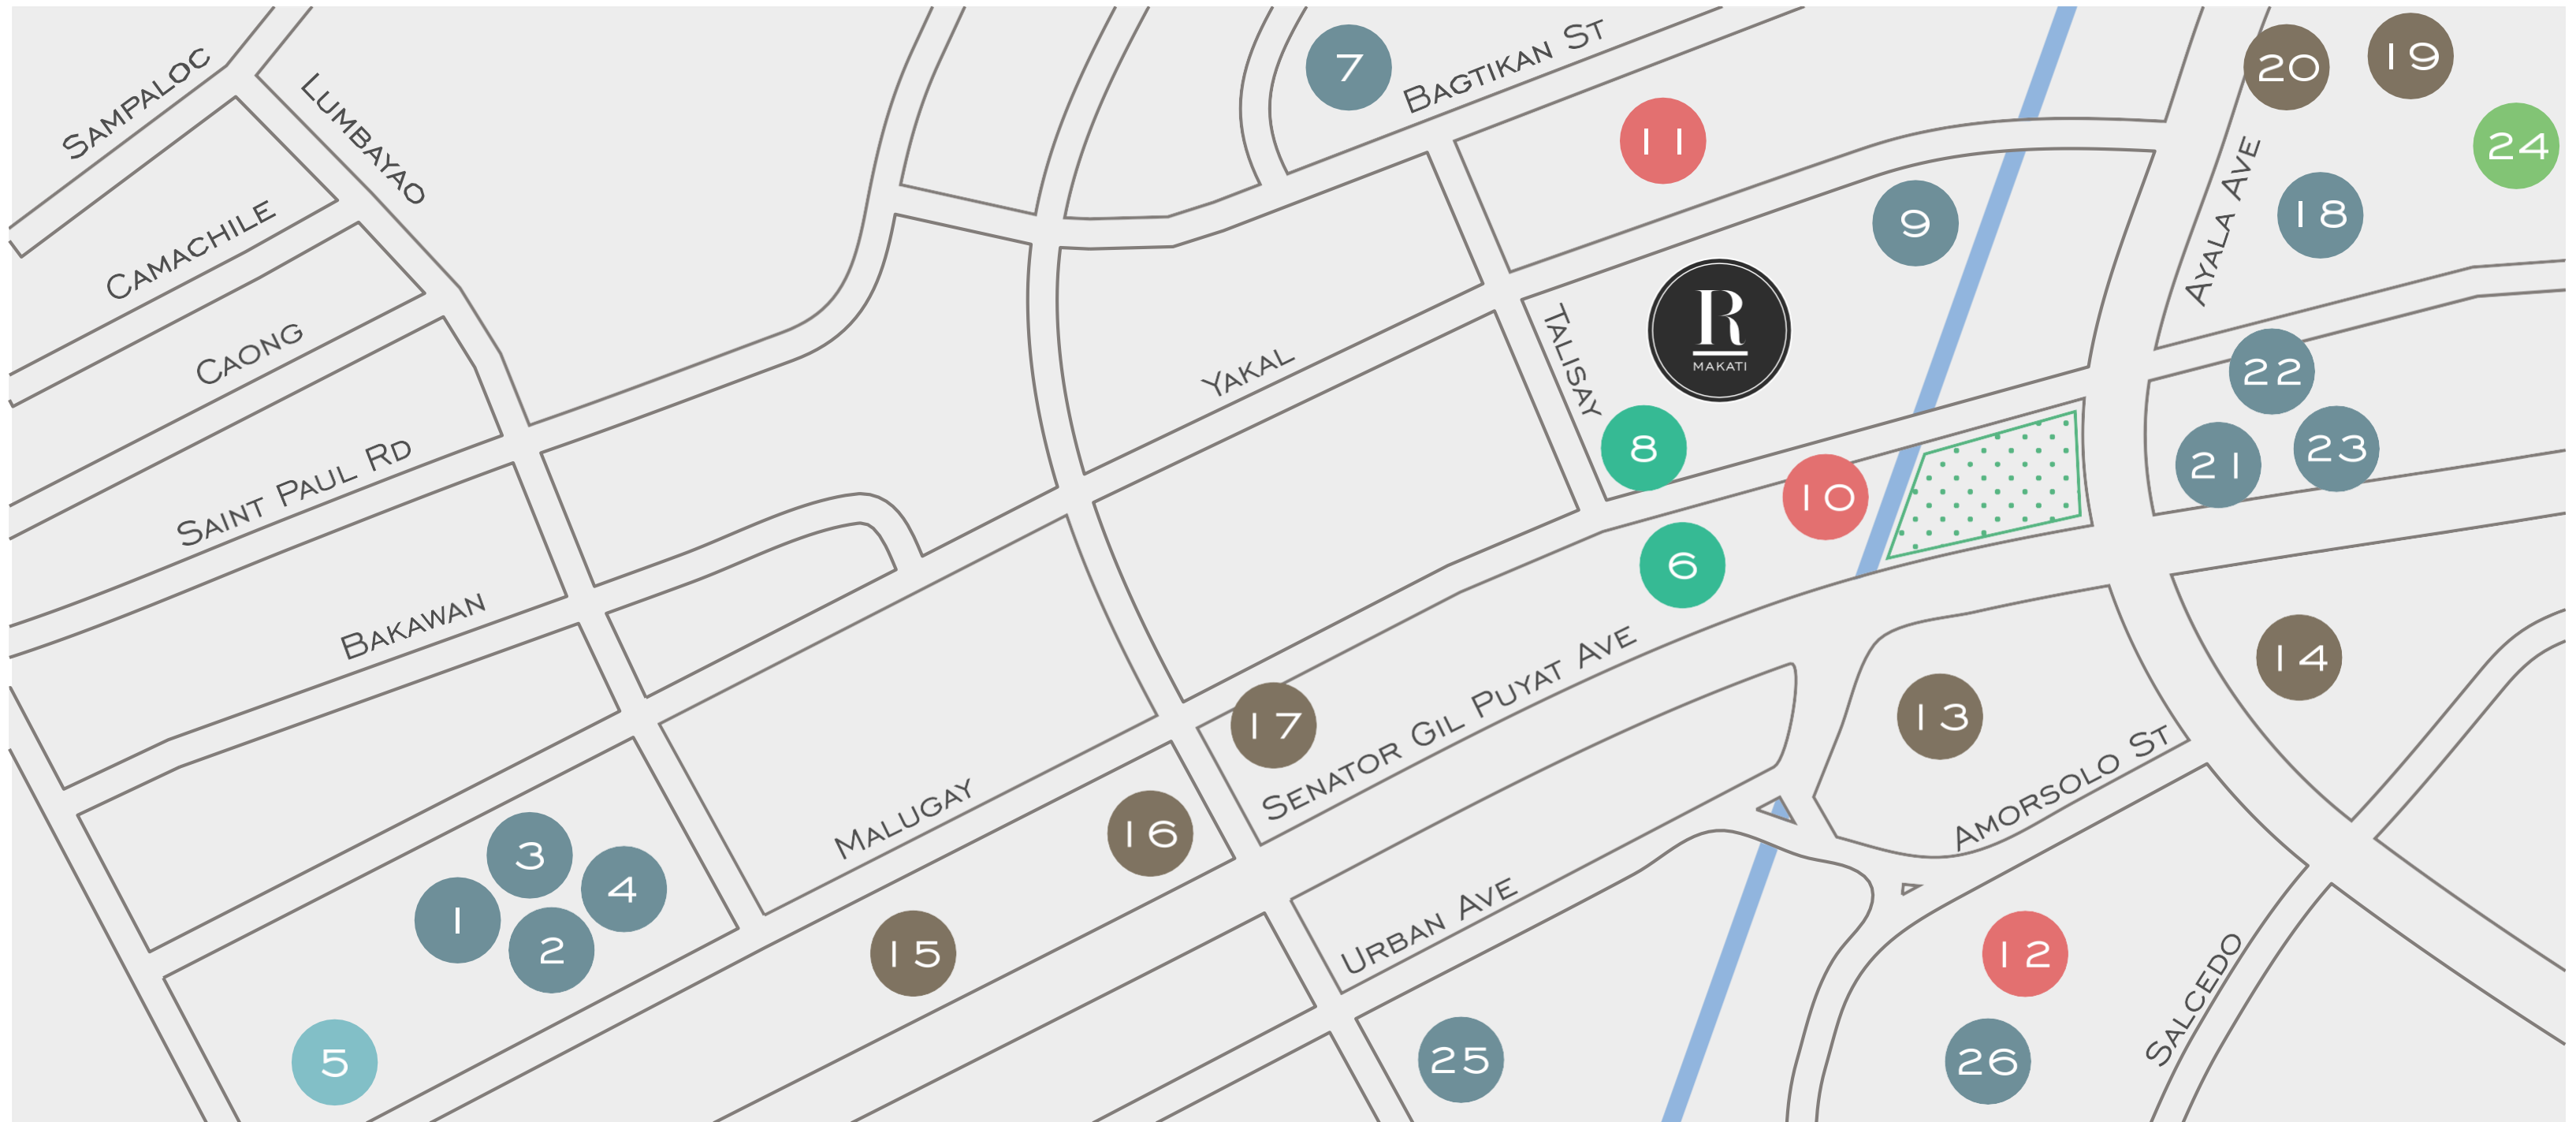 SAMPALOC
LUMBAYAO
7
BAGTIKAN ST
11
20
19
24
AYALA AVE
18
9
CAMACHILE
CAONG
R
MAKATI
TALISAY
YAKAL
22
21
23
8
10
6
SAINT PAUL RD
BAKAWAN
14
13
17
SENATOR GIL PUYAT AVE
AMORSOLO ST
MALUGAY
16
3
4
1
2
15
URBAN AVE
12
SALCEDO
5
25
26